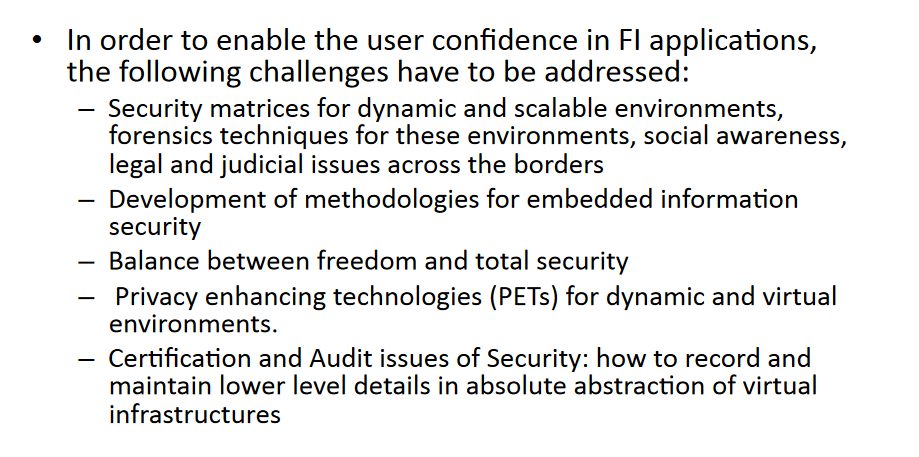 • In order to enable the user confidence in FI applications,
the following challenges have to be addressed:
– Security matrices for dynamic and scalable environments,
forensics techniques for these environments, social awareness,
legal and judicial issues across the borders
– Development of methodologies for embedded information
security
– Balance between freedom and total security
– Privacy enhancing technologies (PETs) for dynamic and virtual
environments.
– Certification and Audit issues of Security: how to record and
maintain lower level details in absolute abstraction of virtual
infrastructures